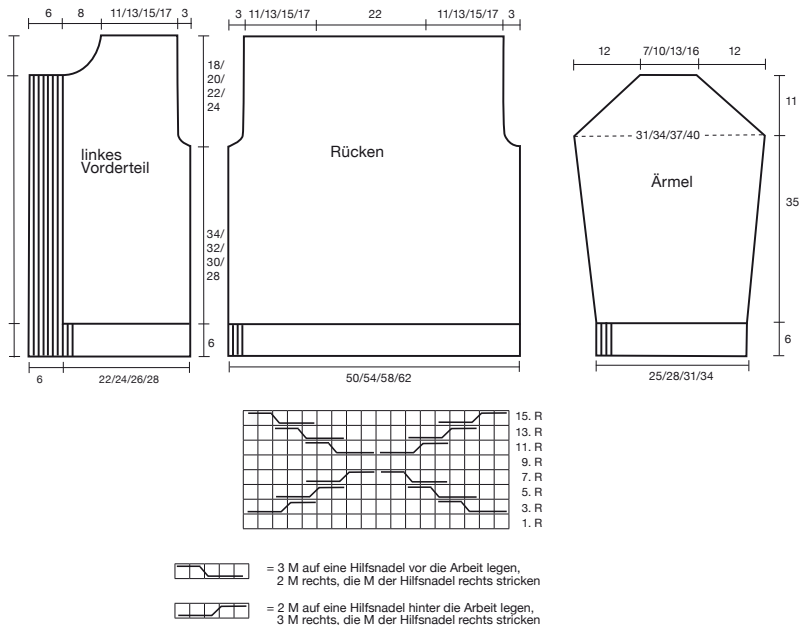 6 8 11/13/15/17 3
3 11/13/15/17 22 11/13/15/17 3
12 7/10/13/16 12
18/
20/
22/
24
11
linkes
Vorderteil
Rücken
31/34/37/40
Ärmel
35
34/
32/
30/
28
6
6
6 22/24/26/28
50/54/58/62
25/28/31/34
15. R
13. R
11. R
9. R
7. R
5. R
3. R
1. R
= 3 M auf eine Hilfsnadel vor die Arbeit legen,
2 M rechts, die M der Hilfsnadel rechts stricken
= 2 M auf eine Hilfsnadel hinter die Arbeit legen,
3 M rechts, die M der Hilfsnadel rechts stricken